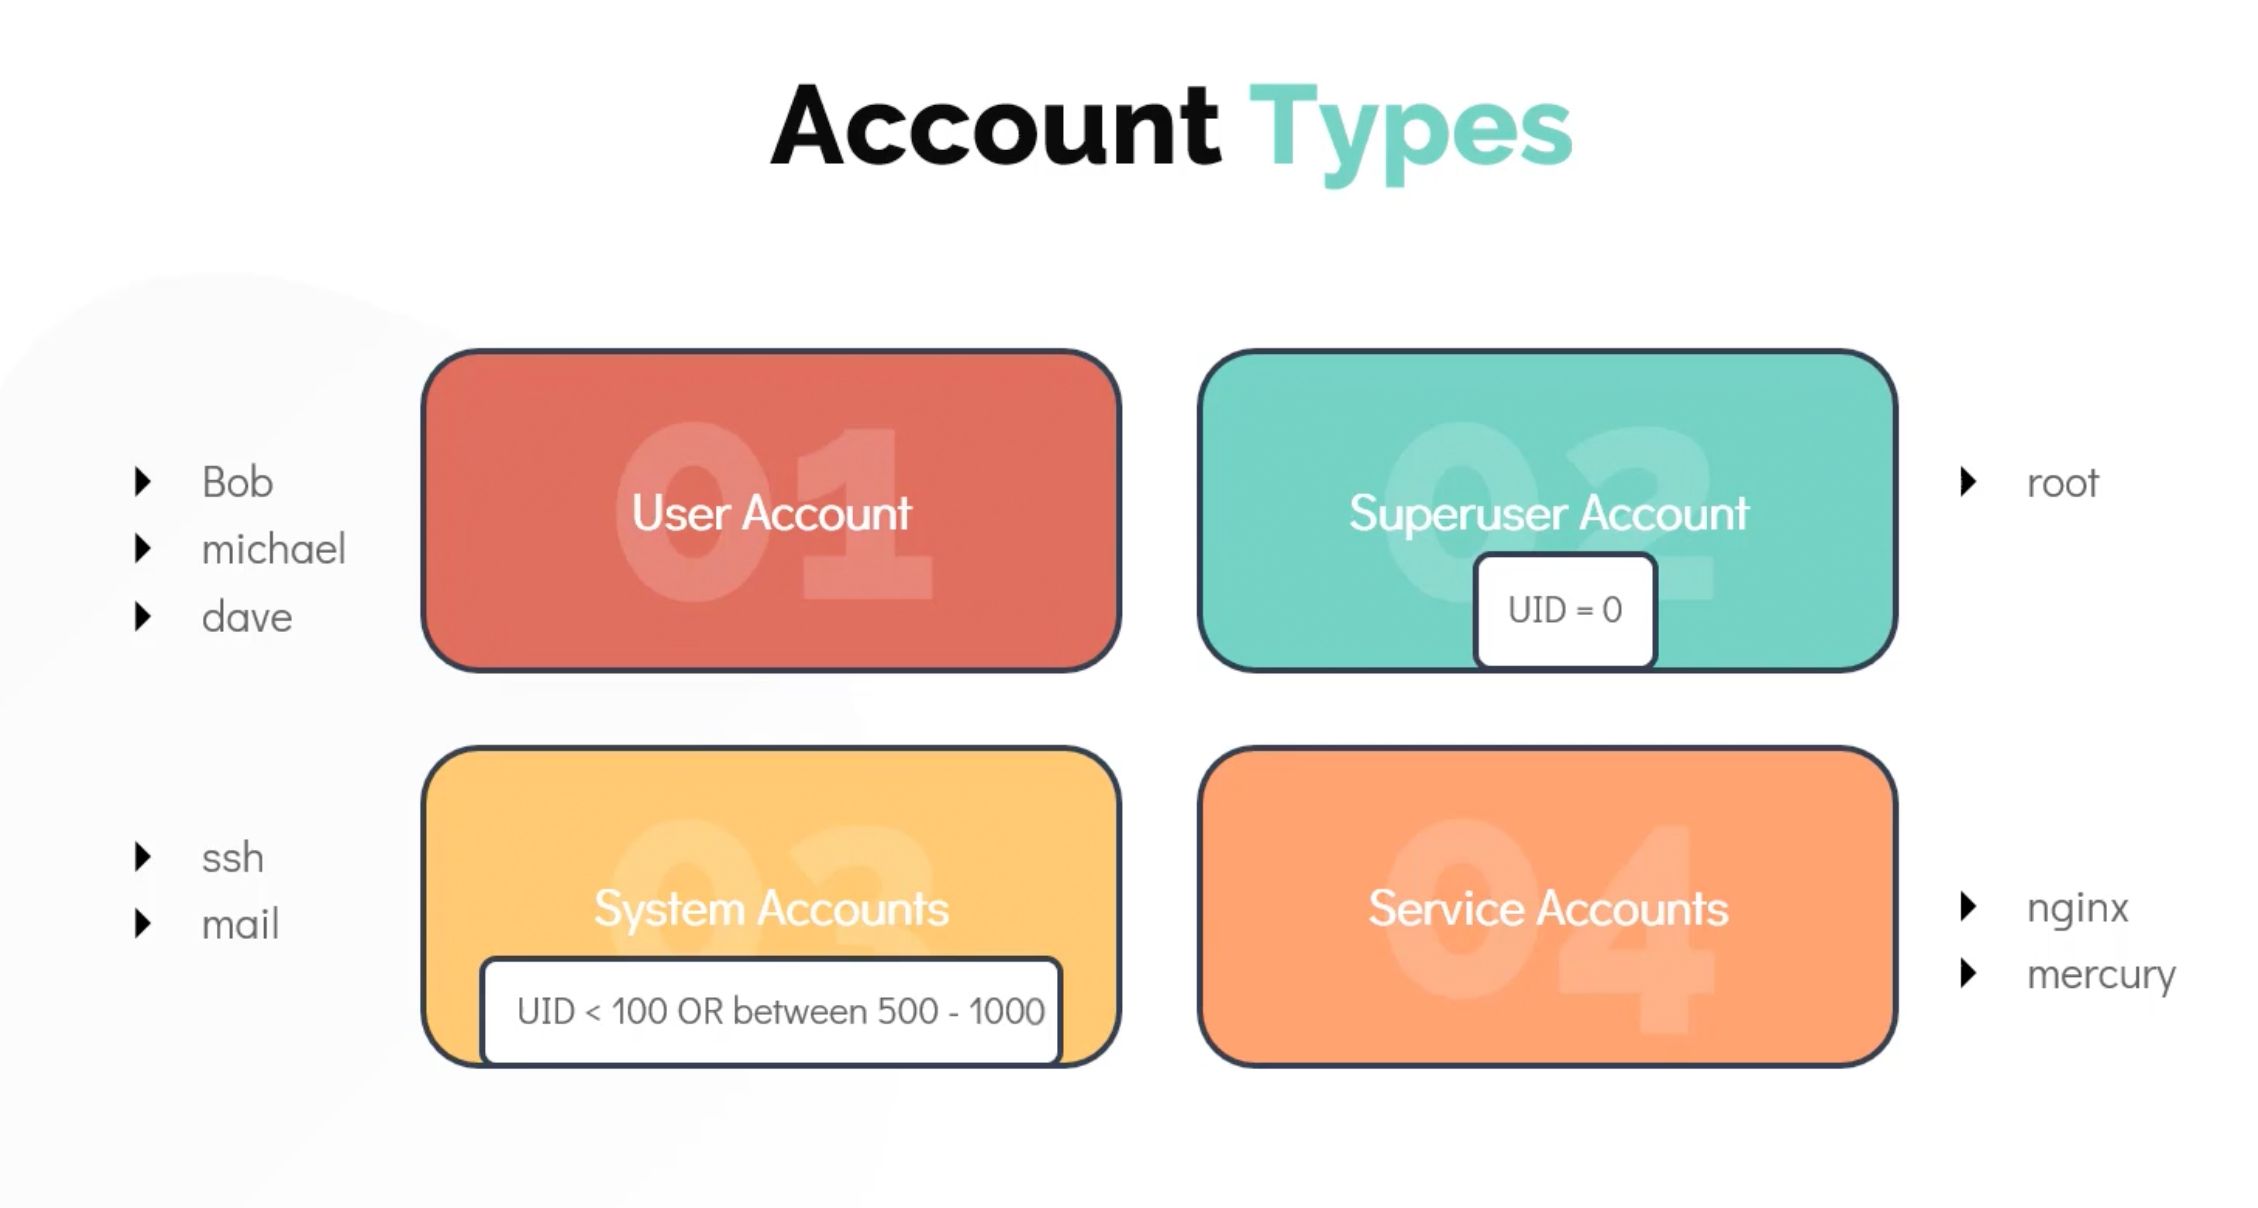 Account Types
Bob
michael
dave
01
User Account
02
Superuser Account
UID = 0
root
ssh
mail
03
System Accounts
UID < 100 OR between 500 - 1000
04
Service Accounts
nginx
mercury